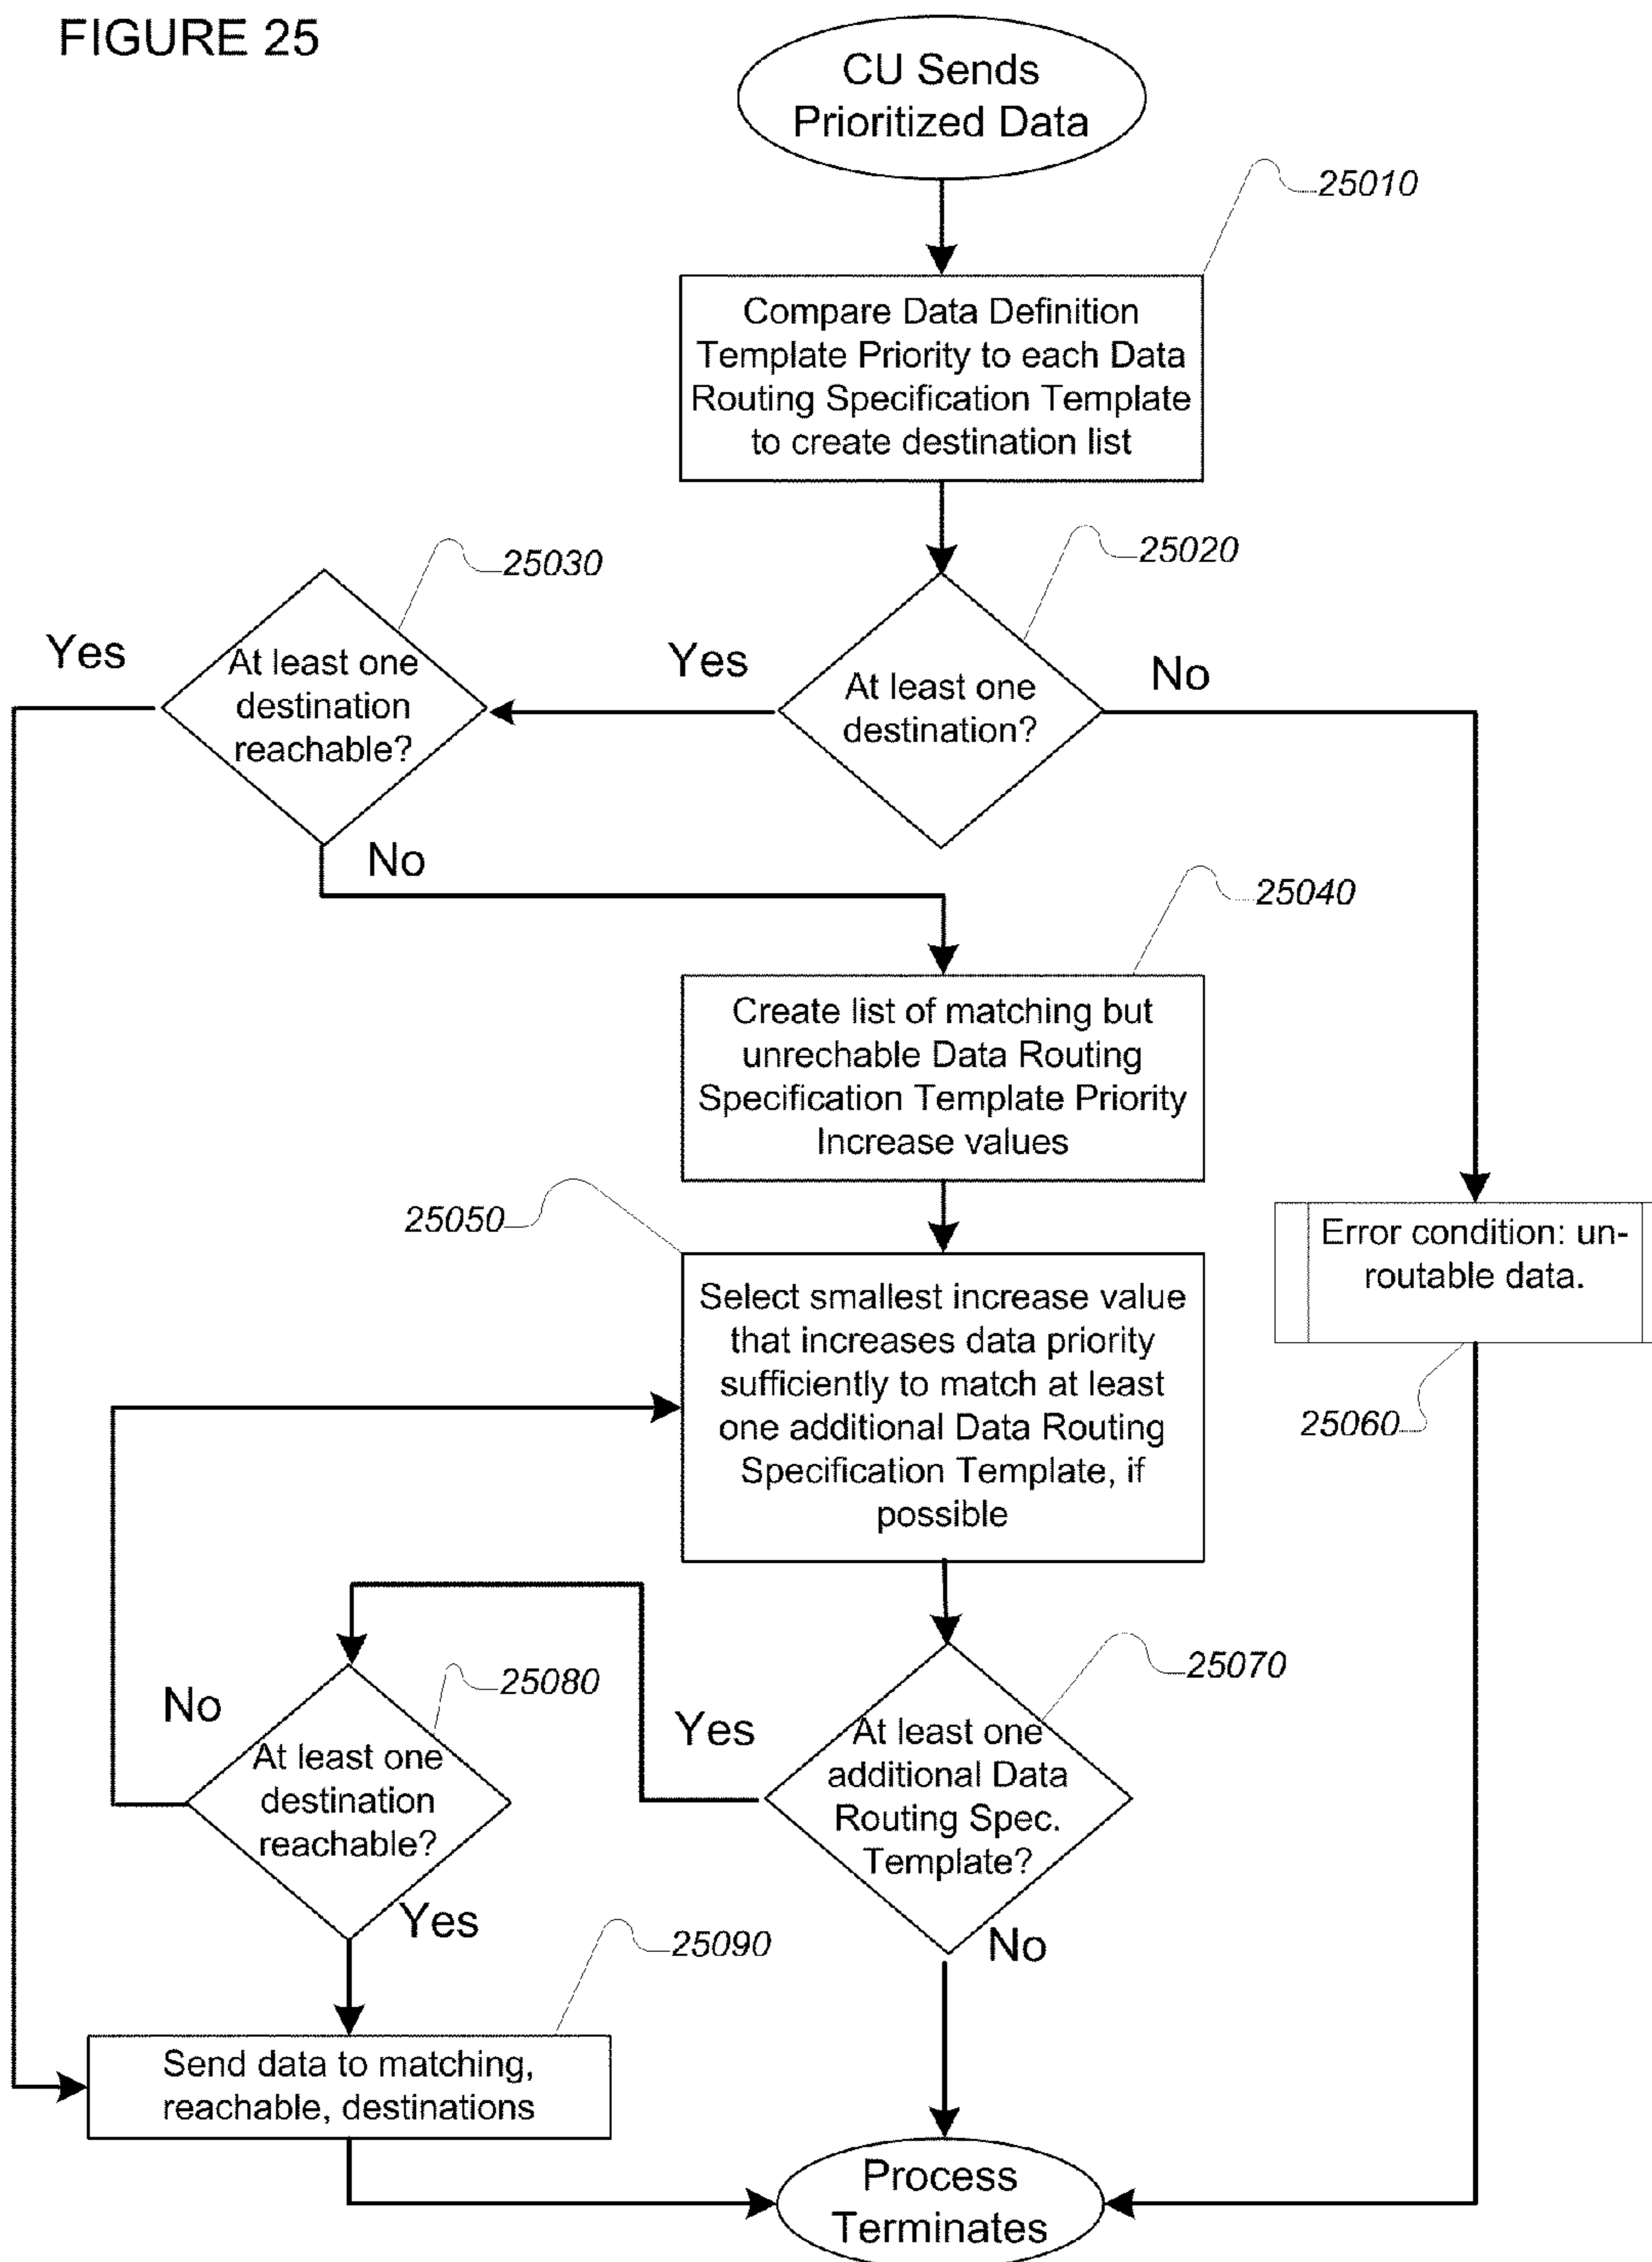 FIGURE 25
CU Sends
Prioritized Data
25010
Compare Data Definition
Template Priority to each Data
Routing Specification Template
to create destination list
25020
At least one
destination?
Yes
No
25030
At least one
destination
reachable?
Yes
No
25040
Create list of matching but
unrechable Data Routing
Specification Template Priority
Increase values
25050
Select smallest increase value
that increases data priority
sufficiently to match at least
one additional Data Routing
Specification Template, if
possible
Error condition: un-
routable data.
25060
25070
At least one
additional Data
Routing Spec.
Template?
Yes
No
25080
At least one
destination
reachable?
No
Yes
25090
Send data to matching,
reachable, destinations
Process
Terminates